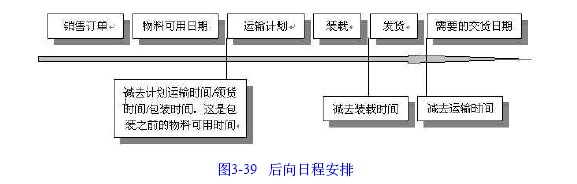 销售订单
物料可用日期
运输计划
装载
发货
需要的交货日期
减去计划运输时间/领货
时间/包装时间. 这是包
装之前的物料可用时间
减去装载时间
减去运输时间
图3-39 后向日程安排